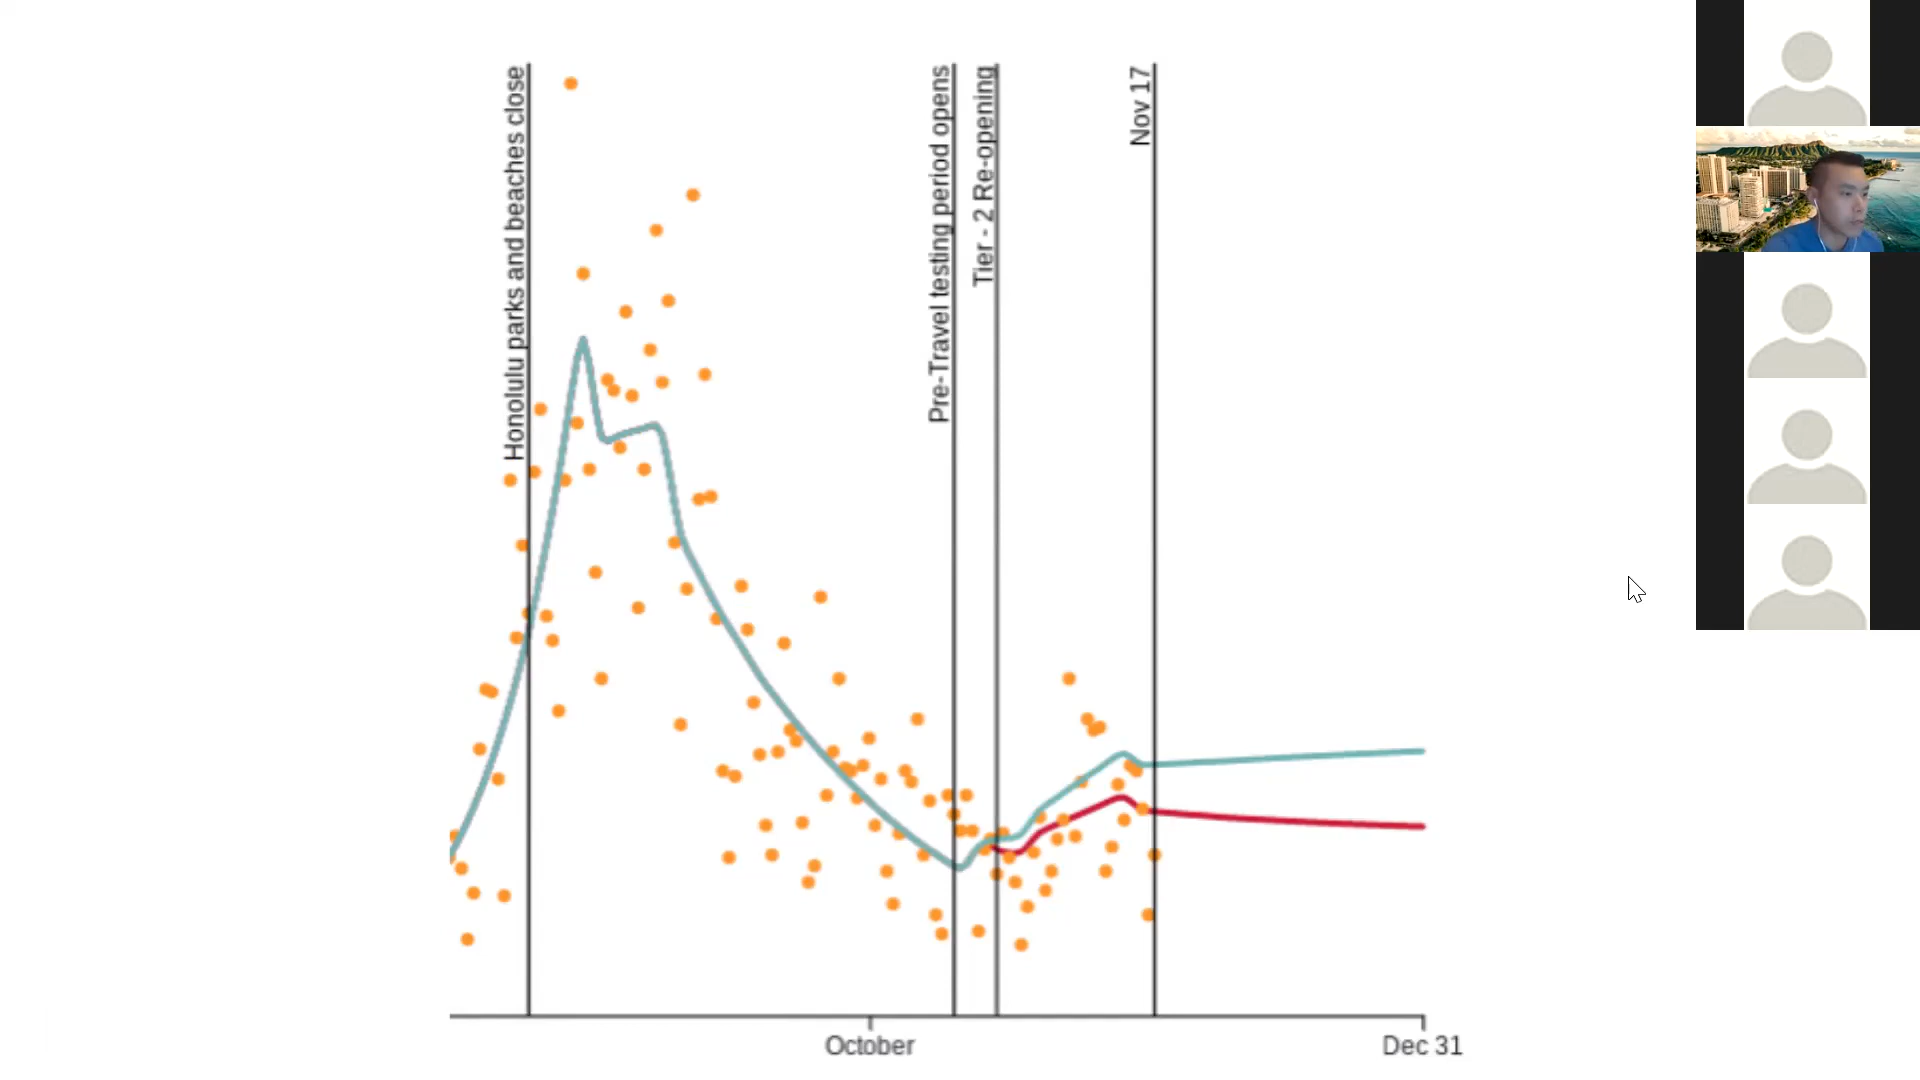 Honolulu parks and beaches close
Pre-Travel testing period opens
Tier - 2 Re-opening
Nov 17
October
Dec 31